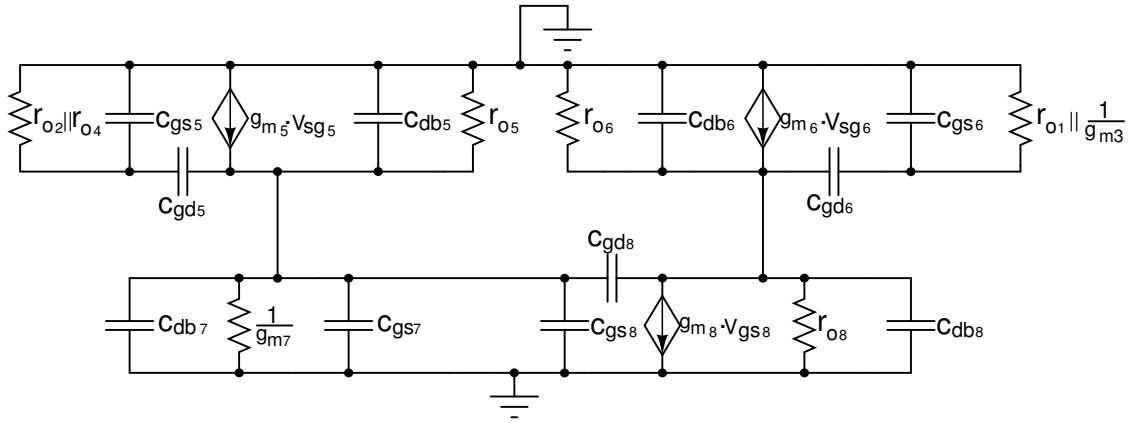 ro2||ro4
Cgs5
gm5·Vsg5
Cdb5
ro5
ro6
Cdb6
gm6·Vsg6
Cgs6
ro1 || 1/gm3
Cgd5
Cgd6
Cgd8
Cdb7
1/gm7
Cgs7
Cgs8
gm8·Vgs8
ro8
Cdb8